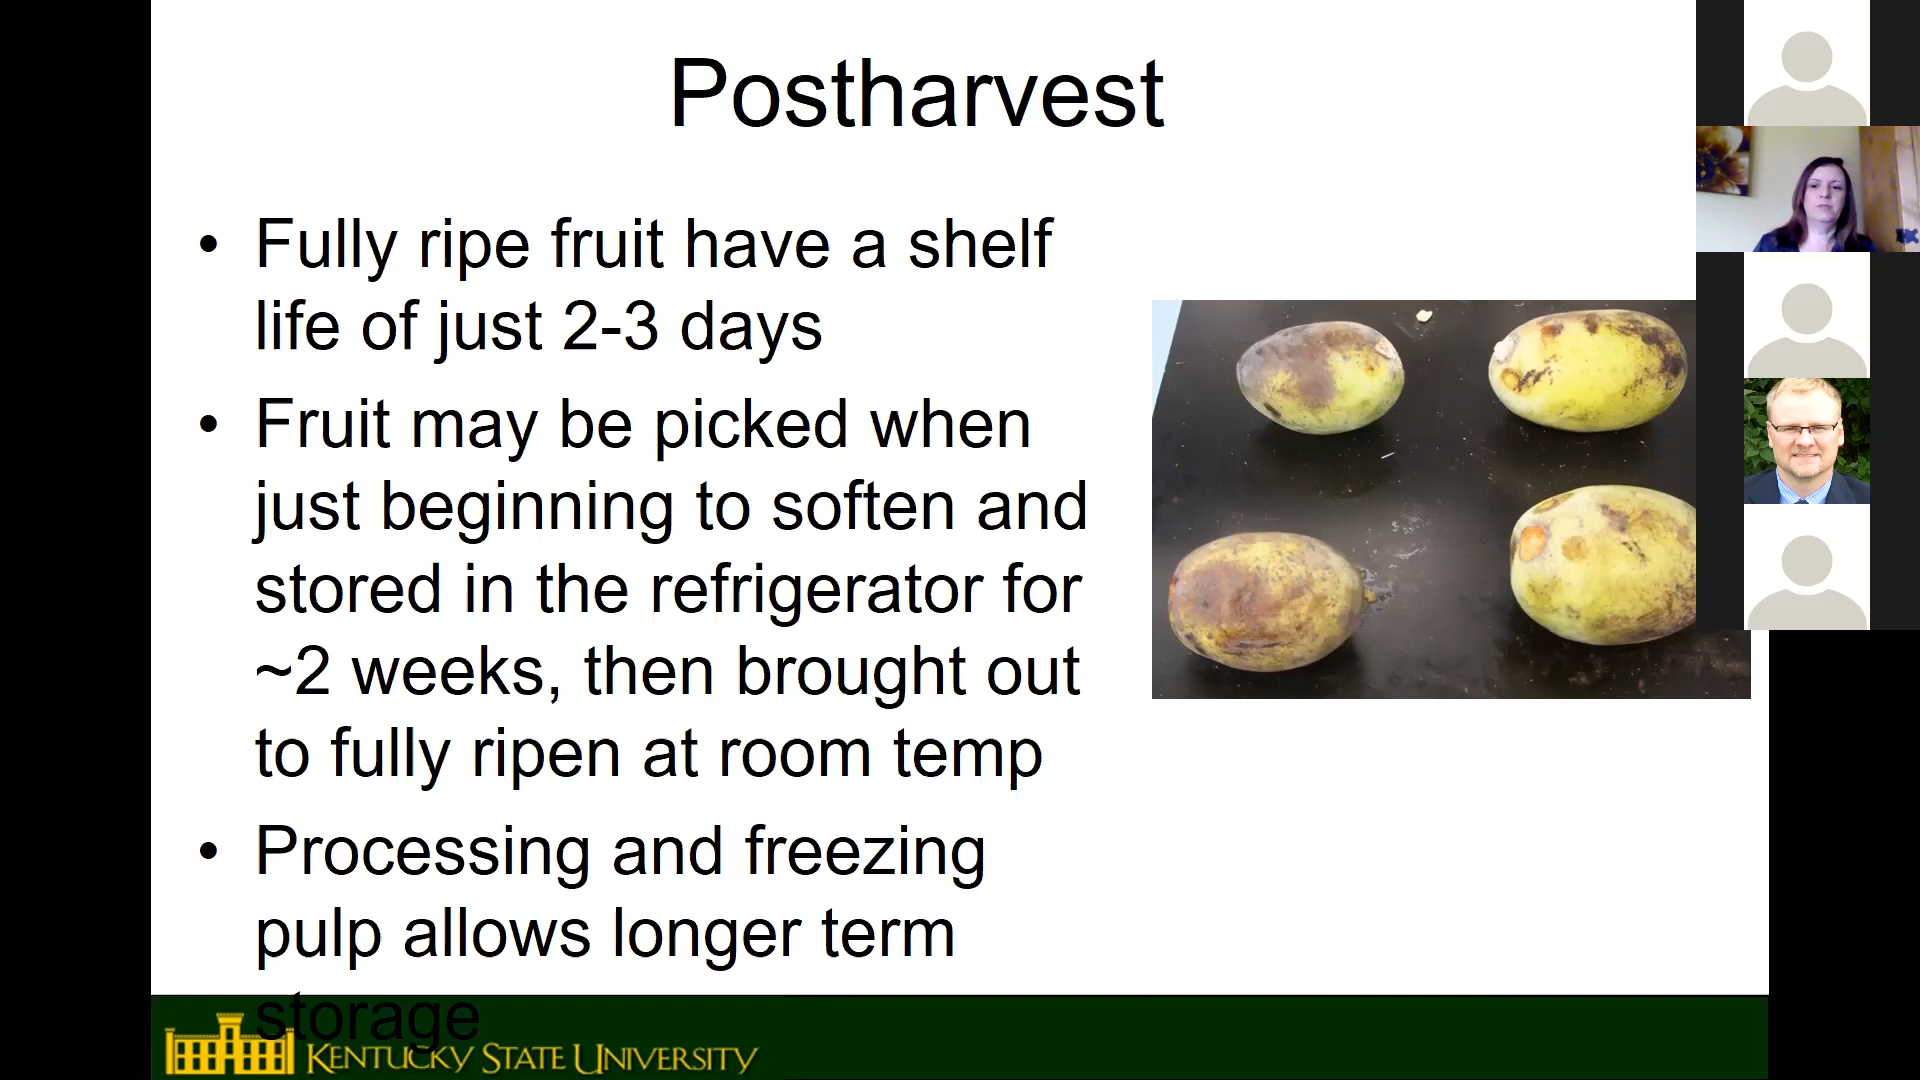 Postharvest
• Fully ripe fruit have a shelf
life of just 2-3 days
• Fruit may be picked when
just beginning to soften and
stored in the refrigerator for
~2 weeks, then brought out
to fully ripen at room temp
• Processing and freezing
pulp allows longer term
storage
KENTUCKY STATE UNIVERSITY